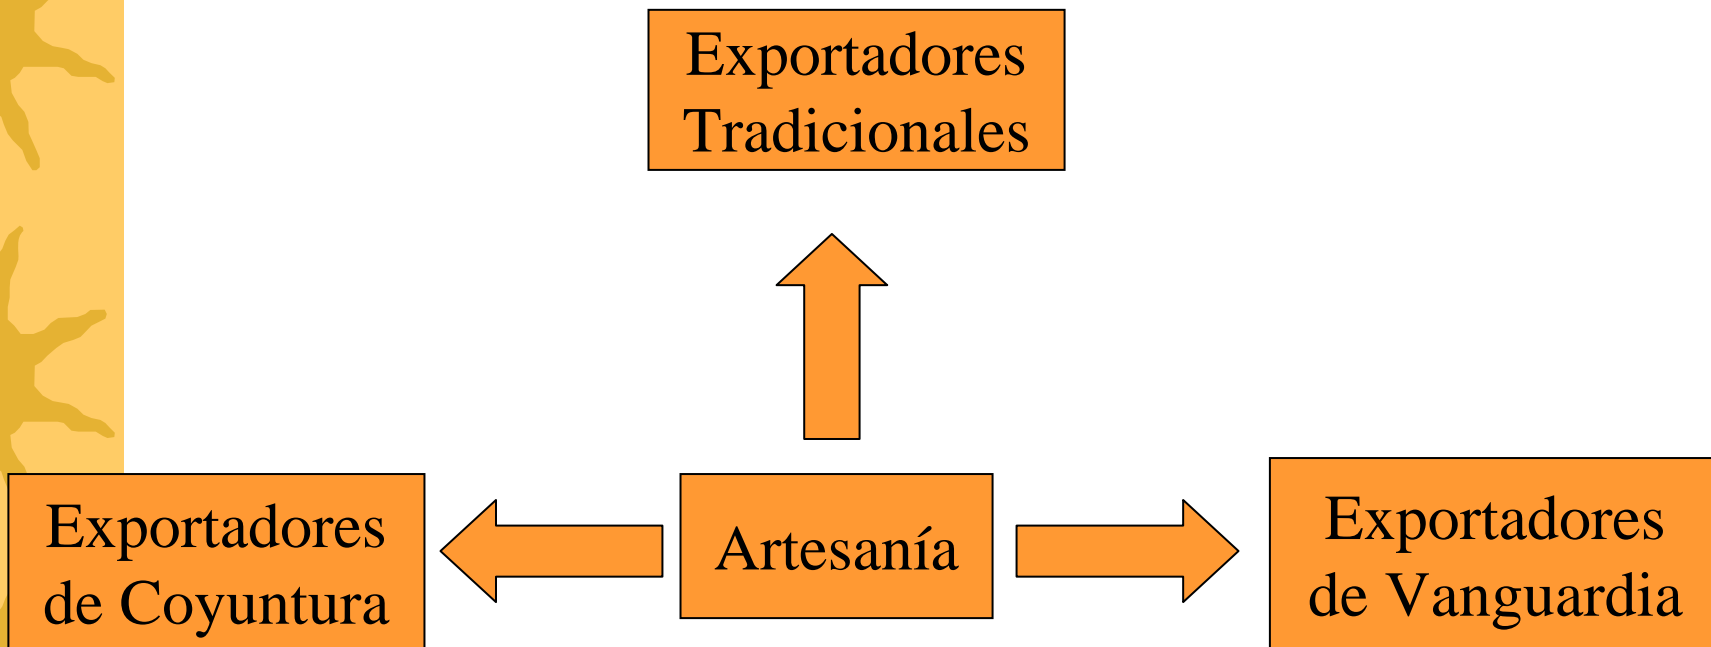 Exportadores
Tradicionales
Exportadores
de Coyuntura
Artesanía
Exportadores
de Vanguardia